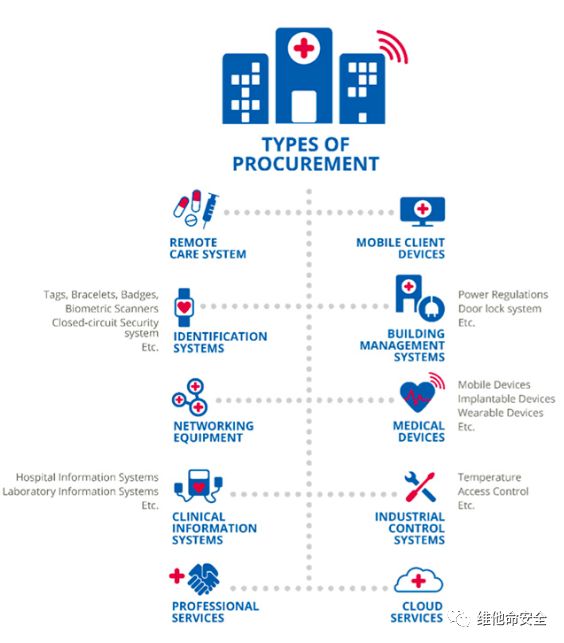 TYPES OF
PROCUREMENT
REMOTE
CARE SYSTEM
MOBILE CLIENT
DEVICES
Tags, Bracelets, Badges,
Biometric Scanners
Closed-circuit Security
system
Etc.
IDENTIFICATION
SYSTEMS
BUILDING
MANAGEMENT
SYSTEMS
Power Regulations
Door lock system
Etc.
NETWORKING
EQUIPMENT
MEDICAL
DEVICES
Mobile Devices
Implantable Devices
Wearable Devices
Etc.
Hospital Information Systems
Laboratory Information Systems
Etc.
CLINICAL
INFORMATION
SYSTEMS
INDUSTRIAL
CONTROL
SYSTEMS
Temperature
Access Control
Etc.
PROFESSIONAL
SERVICES
CLOUD
SERVICES
维他命安全